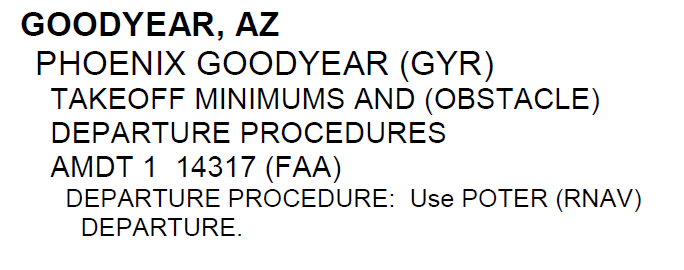 GOODYEAR, AZ
PHOENIX GOODYEAR (GYR)
TAKEOFF MINIMUMS AND (OBSTACLE)
DEPARTURE PROCEDURES
AMDT 1  14317 (FAA)
DEPARTURE PROCEDURE:  Use POTER (RNAV)
DEPARTURE.